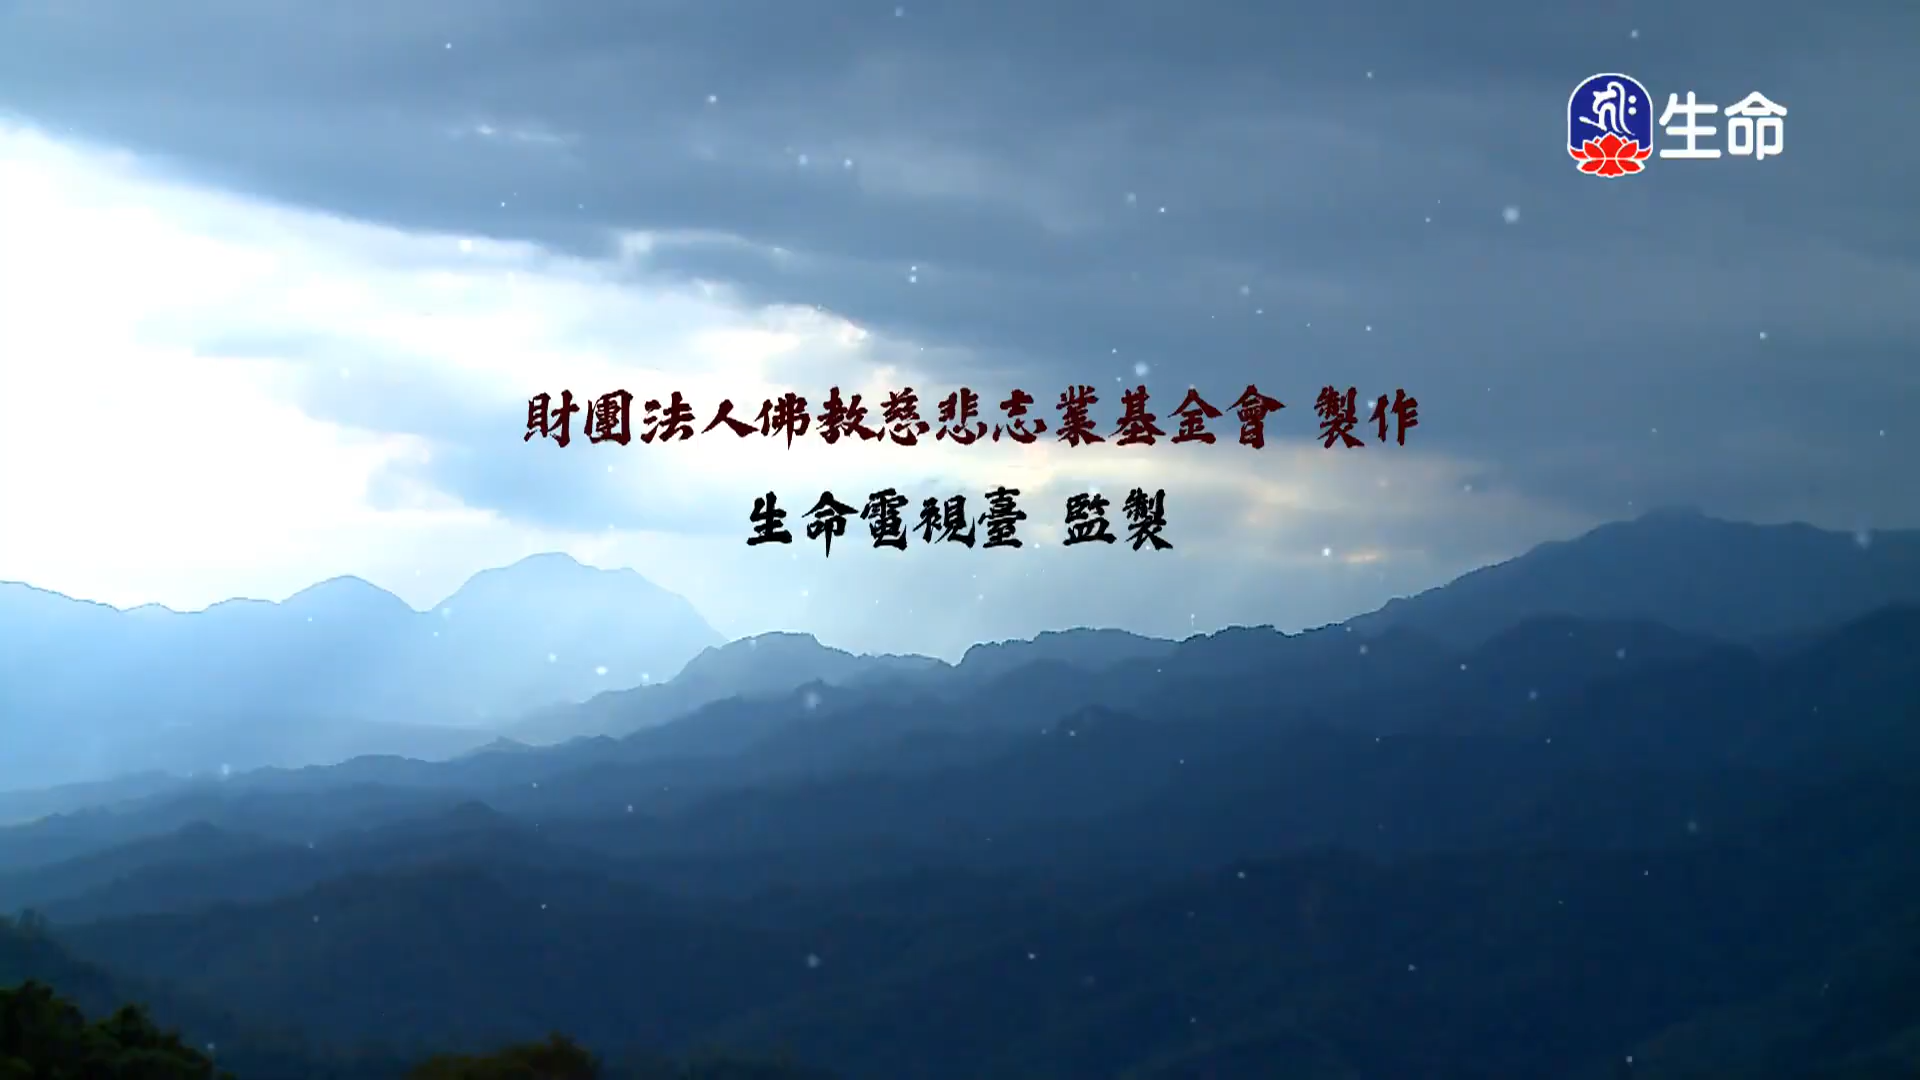 生命
財團法人佛教慈悲志業基金會 製作
生命電視臺 監製